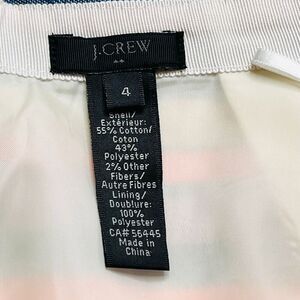 J.CREW
4
Shell/
Extérieur:
55% Cotton/
Coton
43%
Polyester
2% Other
Fibers/
Autre Fibres
Lining/
Doublure:
100%
Polyester
CA# 56445
Made in
China